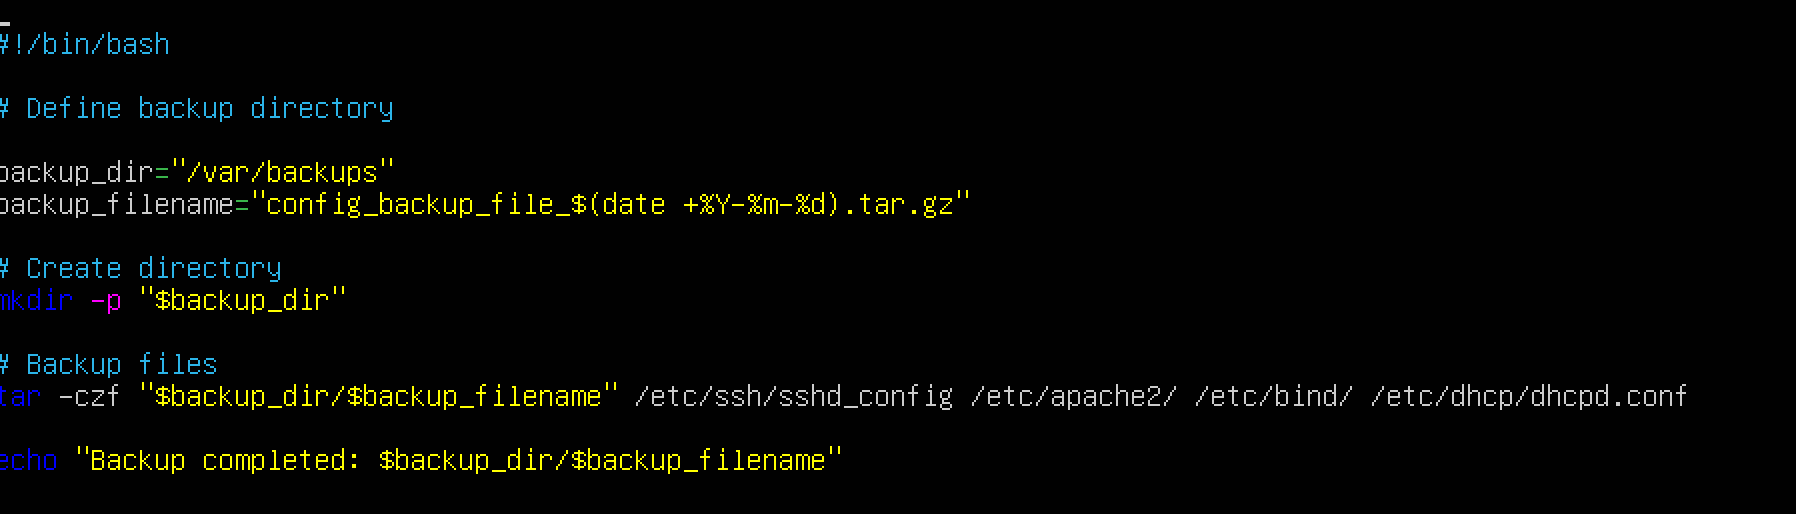 #!/bin/bash
# Define backup directory
backup_dir="/var/backups"
backup_filename="config_backup_file_$(date +%Y-%m-%d).tar.gz"
# Create directory
mkdir -p "$backup_dir"
# Backup files
tar -czf "$backup_dir/$backup_filename" /etc/ssh/sshd_config /etc/apache2/ /etc/bind/ /etc/dhcp/dhcpd.conf
echo "Backup completed: $backup_dir/$backup_filename"